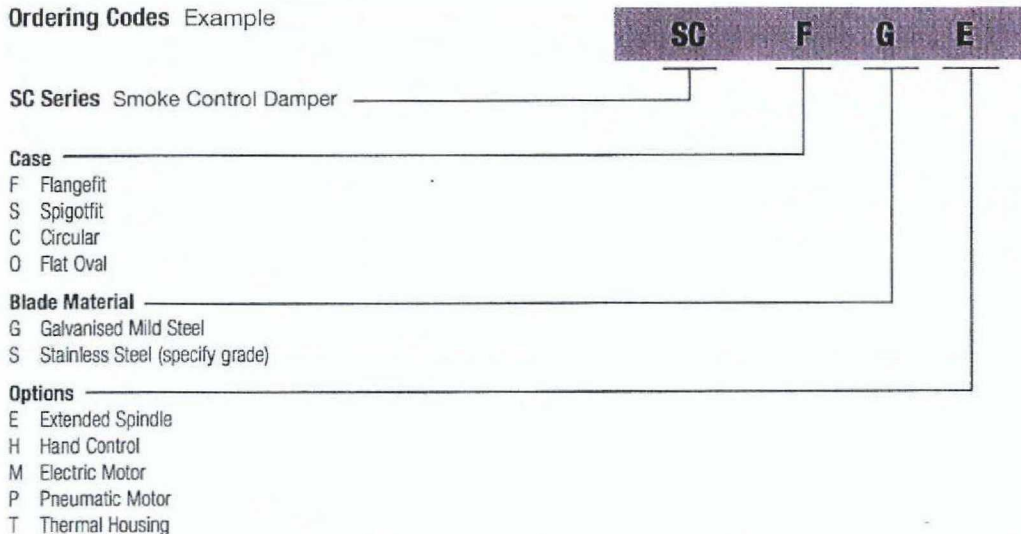 Ordering Codes Example
SC F G E
SC Series Smoke Control Damper
Case
F Flangefit
S Spigotfit
C Circular
O Flat Oval
Blade Material
G Galvanised Mild Steel
S Stainless Steel (specify grade)
Options
E Extended Spindle
H Hand Control
M Electric Motor
P Pneumatic Motor
T Thermal Housing